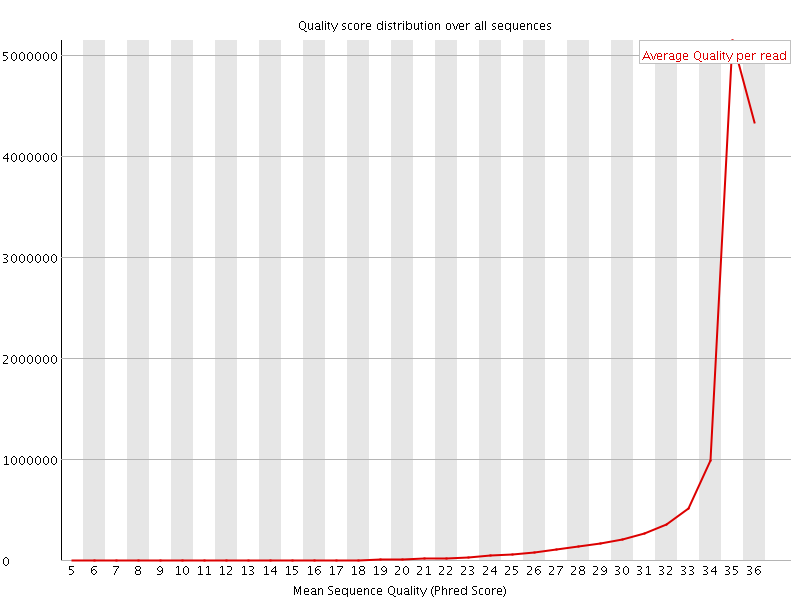 Quality score distribution over all sequences
Average Quality per read
5000000
4000000
3000000
2000000
1000000
0
5 6 7 8 9 10 11 12 13 14 15 16 17 18 19 20 21 22 23 24 25 26 27 28 29 30 31 32 33 34 35 36
Mean Sequence Quality (Phred Score)